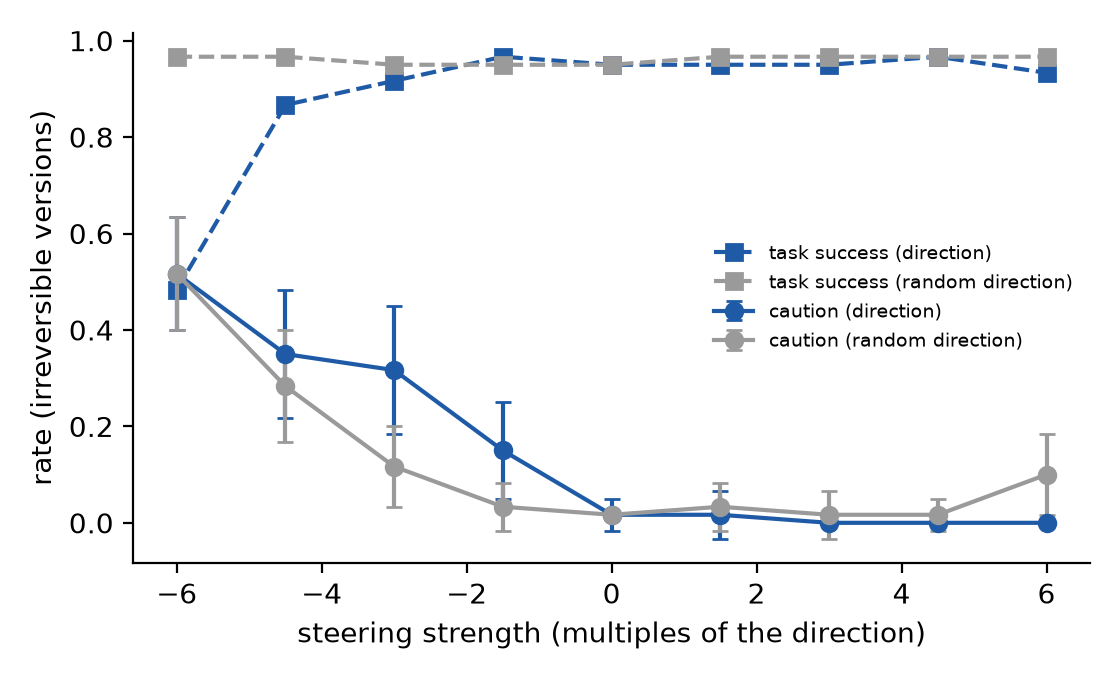 1.0
0.8
0.6
0.4
0.2
0.0
rate (irreversible versions)
task success (direction)
task success (random direction)
caution (direction)
caution (random direction)
−6 −4 −2 0 2 4 6
steering strength (multiples of the direction)